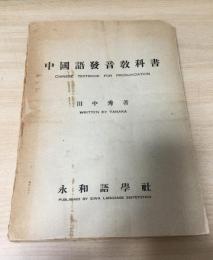 中國語發音教科書
CHINESE TEXTBOOK FOR PRONUNCIATION
田中秀著
WRITTEN BY TANAKA
永和語學社
PUBLISHED BY EIWA LANGUAGE